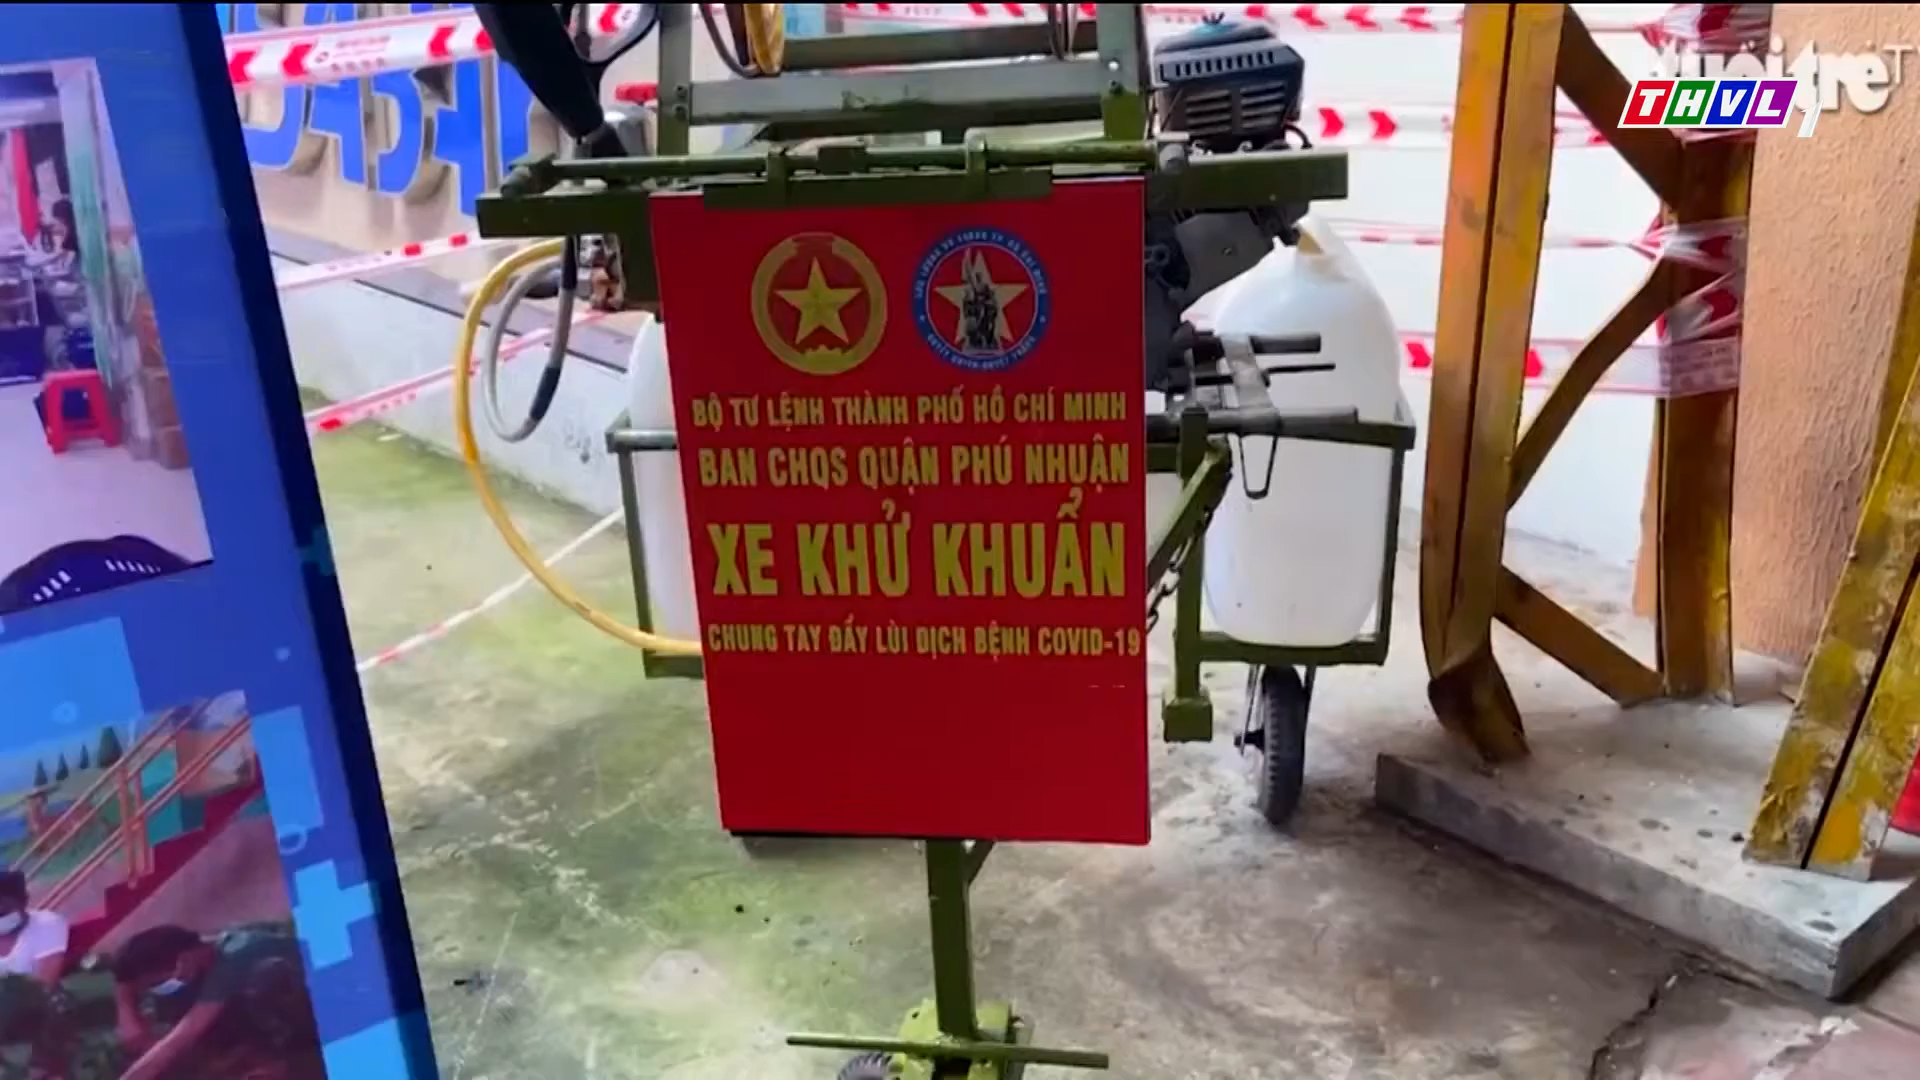 THVL1
BỘ TƯ LỆNH THÀNH PHỐ HỒ CHÍ MINH
BAN CHQS QUẬN PHÚ NHUẬN
XE KHỬ KHUẨN
CHUNG TAY ĐẨY LÙI DỊCH BỆNH COVID-19